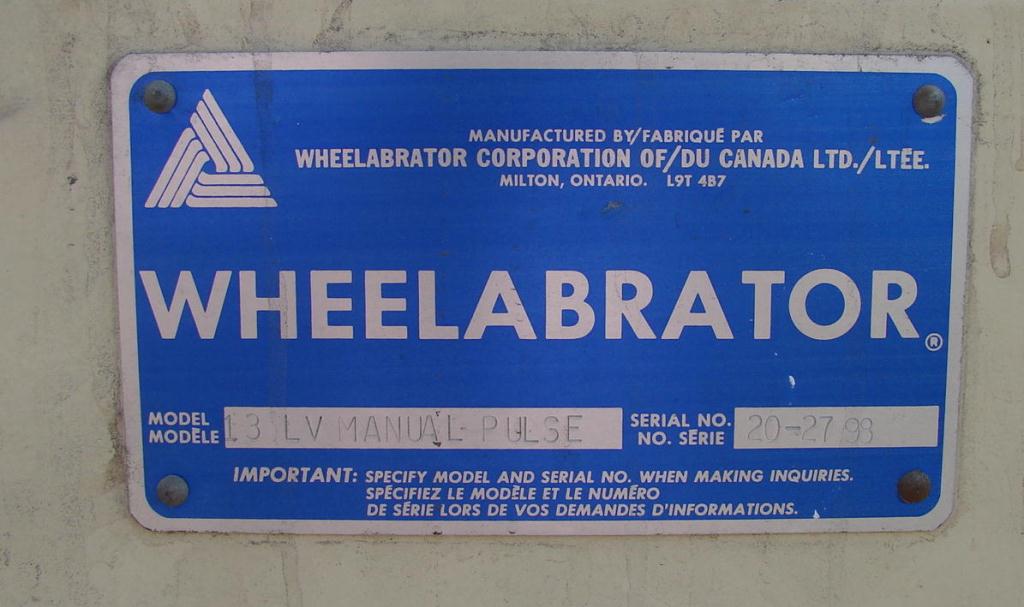 MANUFACTURED BY/FABRIQUÉ PAR
WHEELABRATOR CORPORATION OF/DU CANADA LTD./LTÉE.
MILTON, ONTARIO. L9T 4B7
WHEELABRATOR®
MODEL
MODÈLE
13 LV MANUAL PULSE
SERIAL NO.
NO. SÉRIE
20-2798
IMPORTANT: SPECIFY MODEL AND SERIAL NO. WHEN MAKING INQUIRIES.
SPÉCIFIEZ LE MODÈLE ET LE NUMÉRO
DE SÉRIE LORS DE VOS DEMANDES D'INFORMATIONS.